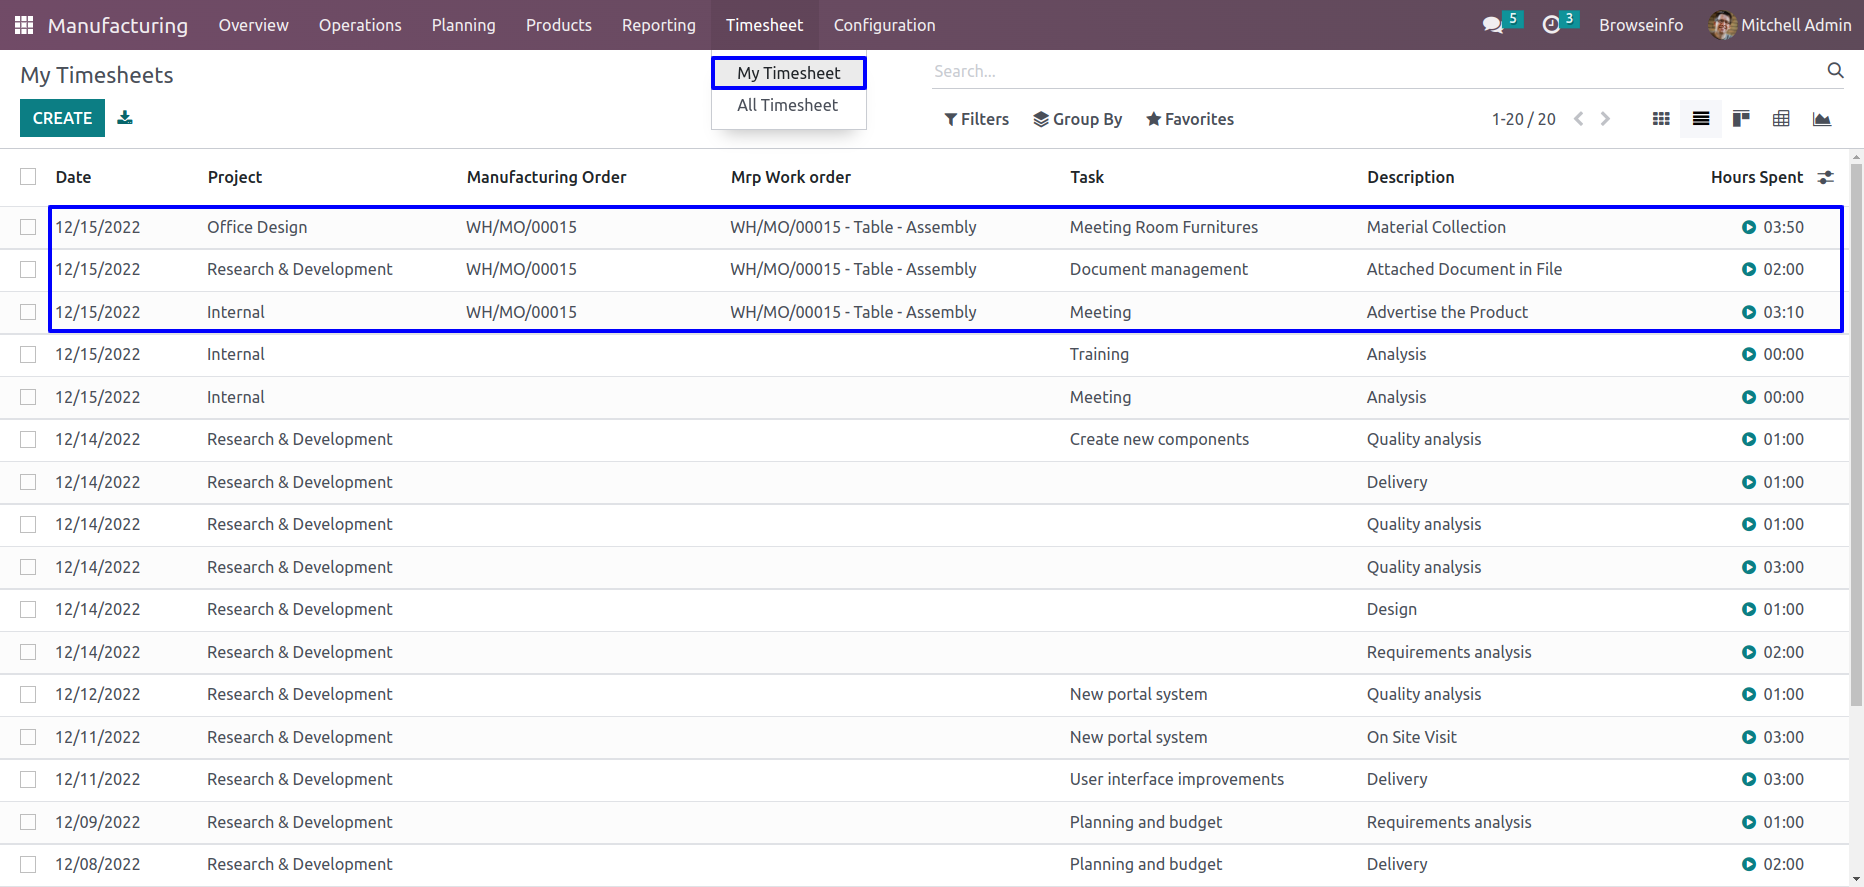 Manufacturing Overview Operations Planning Products Reporting Timesheet Configuration 5 3 Browseinfo Mitchell Admin
My Timesheets My Timesheet Search...
All Timesheet
CREATE Filters Group By Favorites 1-20 / 20
Date Project Manufacturing Order Mrp Work order Task Description Hours Spent
12/15/2022 Office Design WH/MO/00015 WH/MO/00015 - Table - Assembly Meeting Room Furnitures Material Collection 03:50
12/15/2022 Research & Development WH/MO/00015 WH/MO/00015 - Table - Assembly Document management Attached Document in File 02:00
12/15/2022 Internal WH/MO/00015 WH/MO/00015 - Table - Assembly Meeting Advertise the Product 03:10
12/15/2022 Internal Training Analysis 00:00
12/15/2022 Internal Meeting Analysis 00:00
12/14/2022 Research & Development Create new components Quality analysis 01:00
12/14/2022 Research & Development Delivery 01:00
12/14/2022 Research & Development Quality analysis 01:00
12/14/2022 Research & Development Quality analysis 03:00
12/14/2022 Research & Development Design 01:00
12/14/2022 Research & Development Requirements analysis 02:00
12/12/2022 Research & Development New portal system Quality analysis 01:00
12/11/2022 Research & Development New portal system On Site Visit 03:00
12/11/2022 Research & Development User interface improvements Delivery 03:00
12/09/2022 Research & Development Planning and budget Requirements analysis 01:00
12/08/2022 Research & Development Planning and budget Delivery 02:00